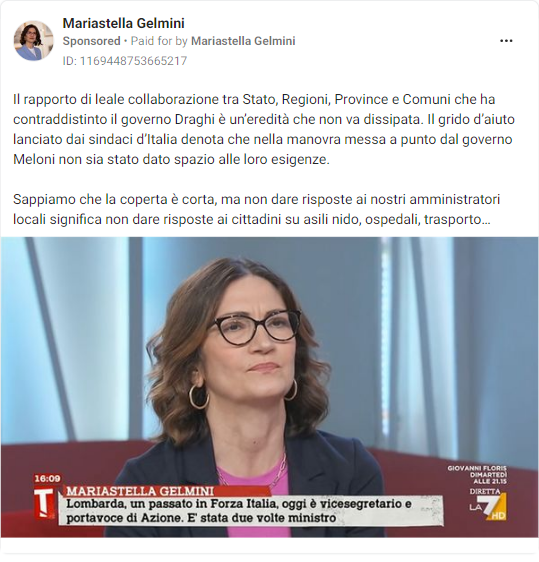 Mariastella Gelmini
Sponsored • Paid for by Mariastella Gelmini
ID: 1169448753665217
Il rapporto di leale collaborazione tra Stato, Regioni, Province e Comuni che ha
contraddistinto il governo Draghi è un'eredità che non va dissipata. Il grido d'aiuto
lanciato dai sindaci d'Italia denota che nella manovra messa a punto dal governo
Meloni non sia stato dato spazio alle loro esigenze.
Sappiamo che la coperta è corta, ma non dare risposte ai nostri amministratori
locali significa non dare risposte ai cittadini su asili nido, ospedali, trasporto...
GIOVANNI FLORIS
DIMARTEDÌ
ALLE 21.15
DIRETTA
LA7 HD
16:09
T
MARIASTELLA GELMINI
Lombarda, un passato in Forza Italia, oggi è vicesegretario e
portavoce di Azione. E' stata due volte ministro